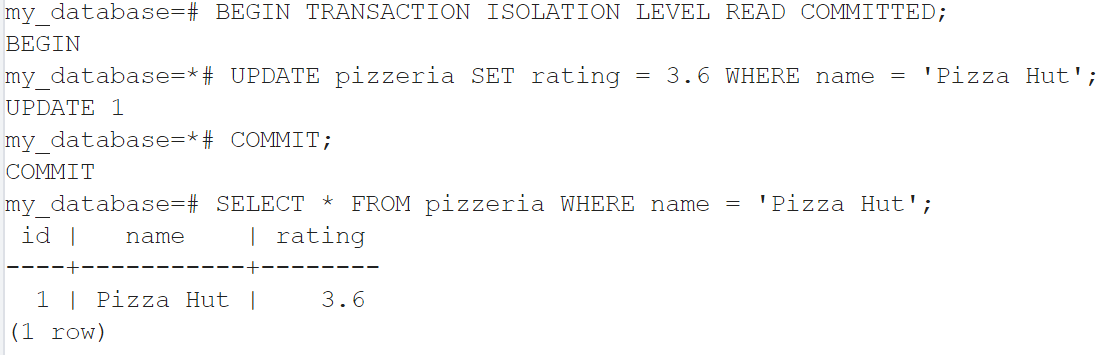 my_database=# BEGIN TRANSACTION ISOLATION LEVEL READ COMMITTED;
BEGIN
my_database=*# UPDATE pizzeria SET rating = 3.6 WHERE name = 'Pizza Hut';
UPDATE 1
my_database=*# COMMIT;
COMMIT
my_database=# SELECT * FROM pizzeria WHERE name = 'Pizza Hut';
 id |   name    | rating
----+-----------+--------
  1 | Pizza Hut |    3.6
(1 row)